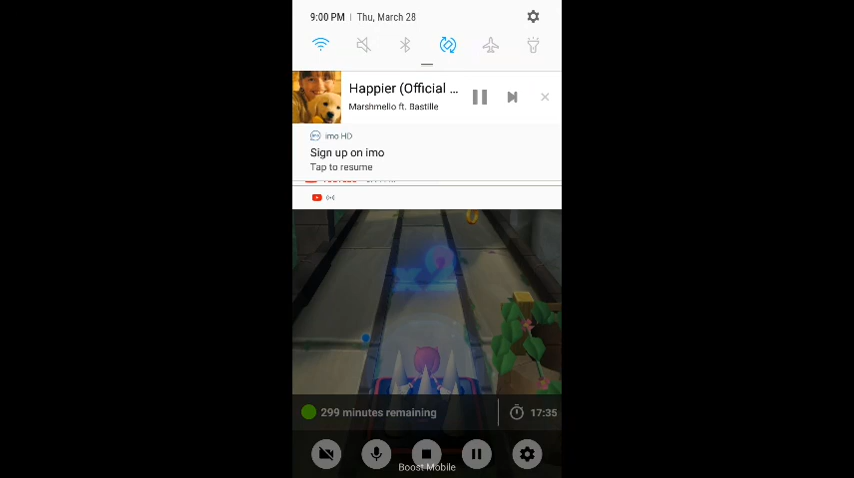 9:00 PM | Thu, March 28
Happier (Official ...
Marshmello ft. Bastille
imo HD
Sign up on imo
Tap to resume
x2
299 minutes remaining
17:35
Boost Mobile